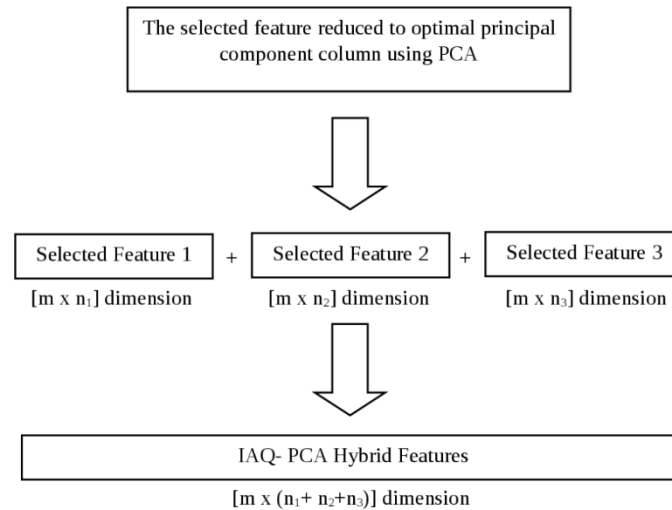 The selected feature reduced to optimal principal
component column using PCA
Selected Feature 1 + Selected Feature 2 + Selected Feature 3
[m x n₁] dimension [m x n₂] dimension [m x n₃] dimension
IAQ- PCA Hybrid Features
[m x (n₁+ n₂+n₃)] dimension